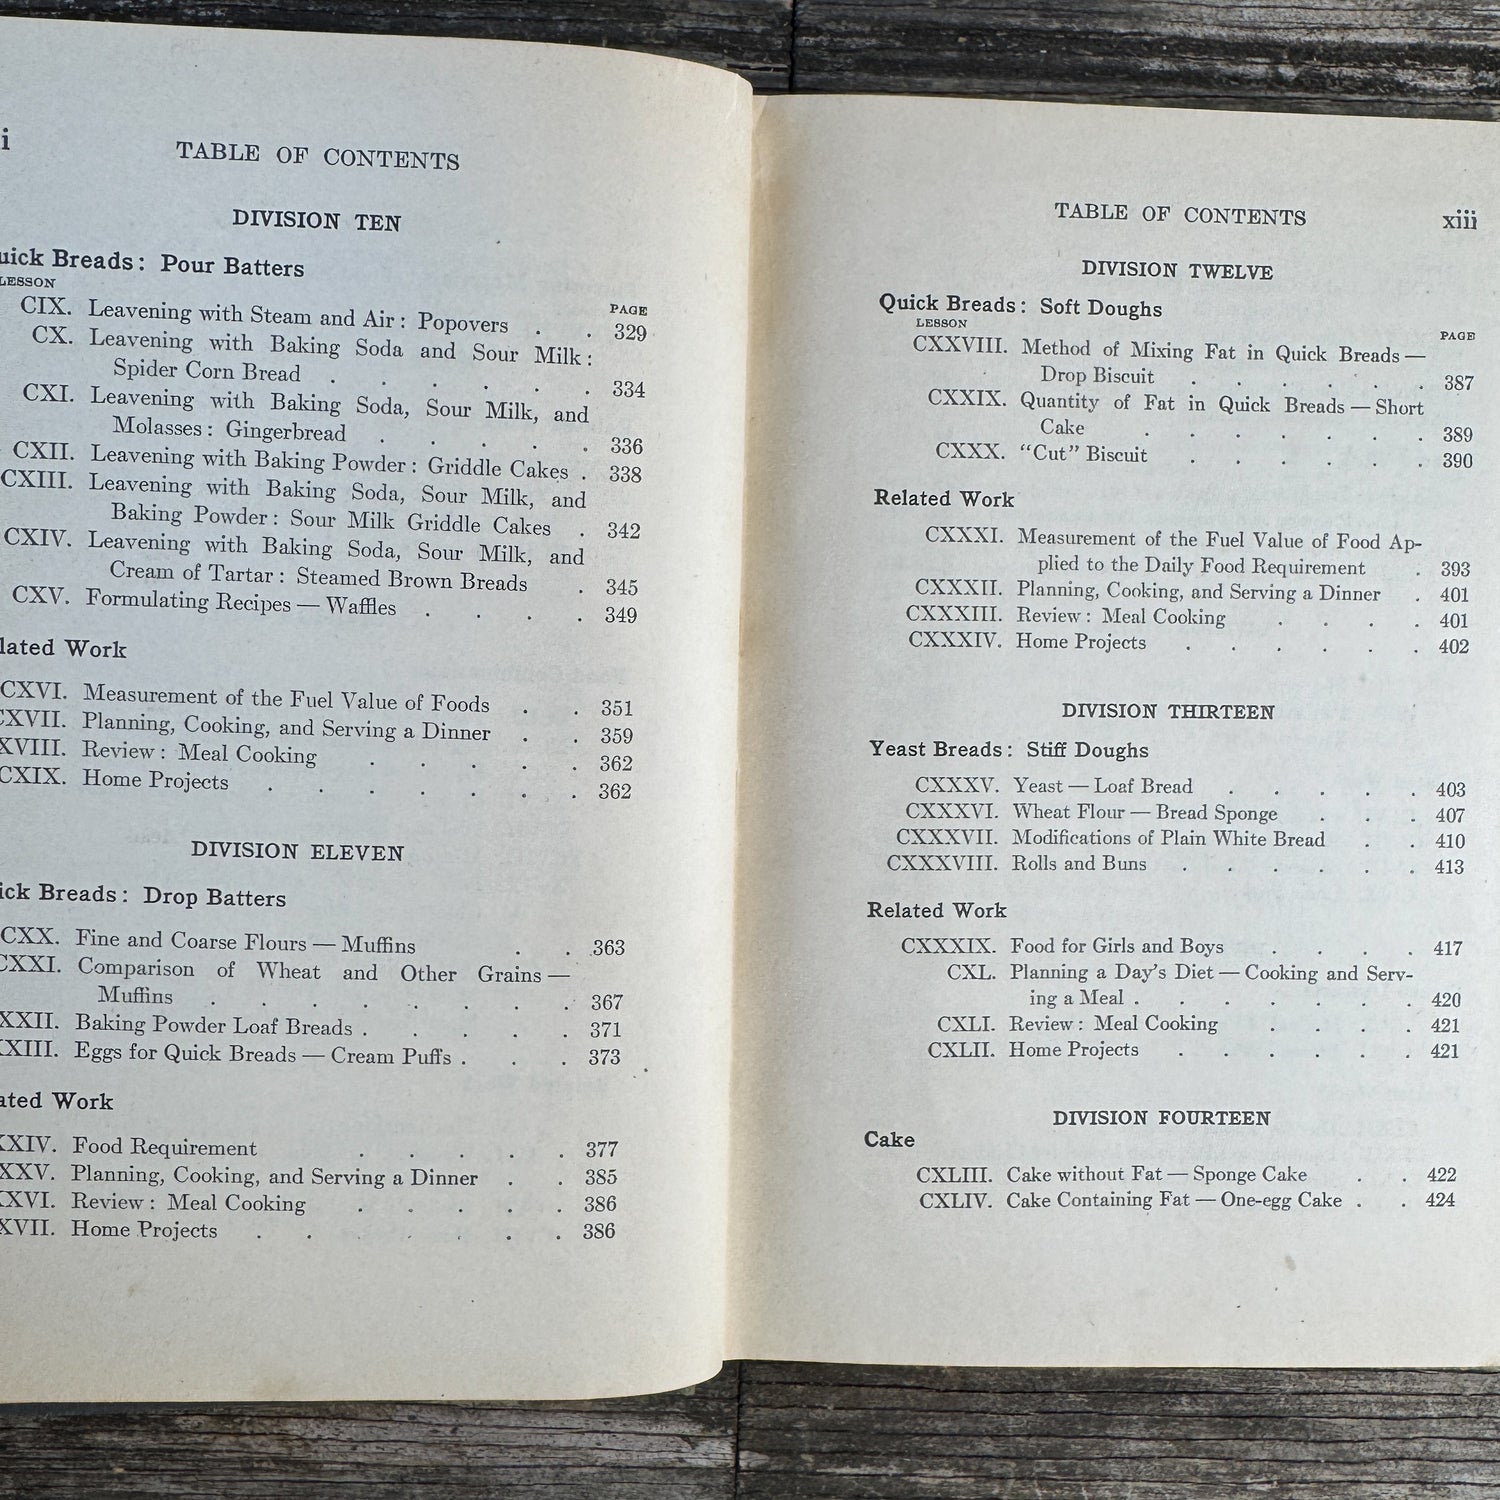 i
TABLE OF CONTENTS
DIVISION TEN
uick Breads: Pour Batters
LESSON
PAGE
CIX. Leavening with Steam and Air: Popovers . . 329
CX. Leavening with Baking Soda and Sour Milk:
Spider Corn Bread . . . . . . 334
CXI. Leavening with Baking Soda, Sour Milk, and
Molasses: Gingerbread . . . . . 336
CXII. Leavening with Baking Powder: Griddle Cakes . 338
CXIII. Leavening with Baking Soda, Sour Milk, and
Baking Powder: Sour Milk Griddle Cakes . 342
CXIV. Leavening with Baking Soda, Sour Milk, and
Cream of Tartar: Steamed Brown Breads . 345
CXV. Formulating Recipes — Waffles . . . . 349
lated Work
CXVI. Measurement of the Fuel Value of Foods . . 351
CXVII. Planning, Cooking, and Serving a Dinner . . 359
XVIII. Review: Meal Cooking . . . . . 362
CXIX. Home Projects . . . . . . . 362
DIVISION ELEVEN
ick Breads: Drop Batters
CXX. Fine and Coarse Flours — Muffins . . 363
CXXI. Comparison of Wheat and Other Grains —
Muffins . . . . . . . . 367
XXII. Baking Powder Loaf Breads . . . . . 371
XXIII. Eggs for Quick Breads — Cream Puffs . . . 373
ated Work
XXIV. Food Requirement . . . . . 377
XXV. Planning, Cooking, and Serving a Dinner . . 385
XXVI. Review: Meal Cooking . . . . . 386
XVII. Home Projects . . . . . . . 386
TABLE OF CONTENTS xiii
DIVISION TWELVE
Quick Breads: Soft Doughs
LESSON
PAGE
CXXVIII. Method of Mixing Fat in Quick Breads —
Drop Biscuit . . . . . . 387
CXXIX. Quantity of Fat in Quick Breads — Short
Cake . . . . . . . 389
CXXX. "Cut" Biscuit . . . . . . 390
Related Work
CXXXI. Measurement of the Fuel Value of Food Ap-
plied to the Daily Food Requirement . 393
CXXXII. Planning, Cooking, and Serving a Dinner . 401
CXXXIII. Review: Meal Cooking . . . . 401
CXXXIV. Home Projects . . . . . . 402
DIVISION THIRTEEN
Yeast Breads: Stiff Doughs
CXXXV. Yeast — Loaf Bread . . . . . 403
CXXXVI. Wheat Flour — Bread Sponge . . . 407
CXXXVII. Modifications of Plain White Bread . . 410
CXXXVIII. Rolls and Buns . . . . . . 413
Related Work
CXXXIX. Food for Girls and Boys . . . . 417
CXL. Planning a Day's Diet — Cooking and Serv-
ing a Meal . . . . . . . 420
CXLI. Review: Meal Cooking . . . . 421
CXLII. Home Projects . . . . . . 421
DIVISION FOURTEEN
Cake
CXLIII. Cake without Fat — Sponge Cake . . 422
CXLIV. Cake Containing Fat — One-egg Cake . . 424